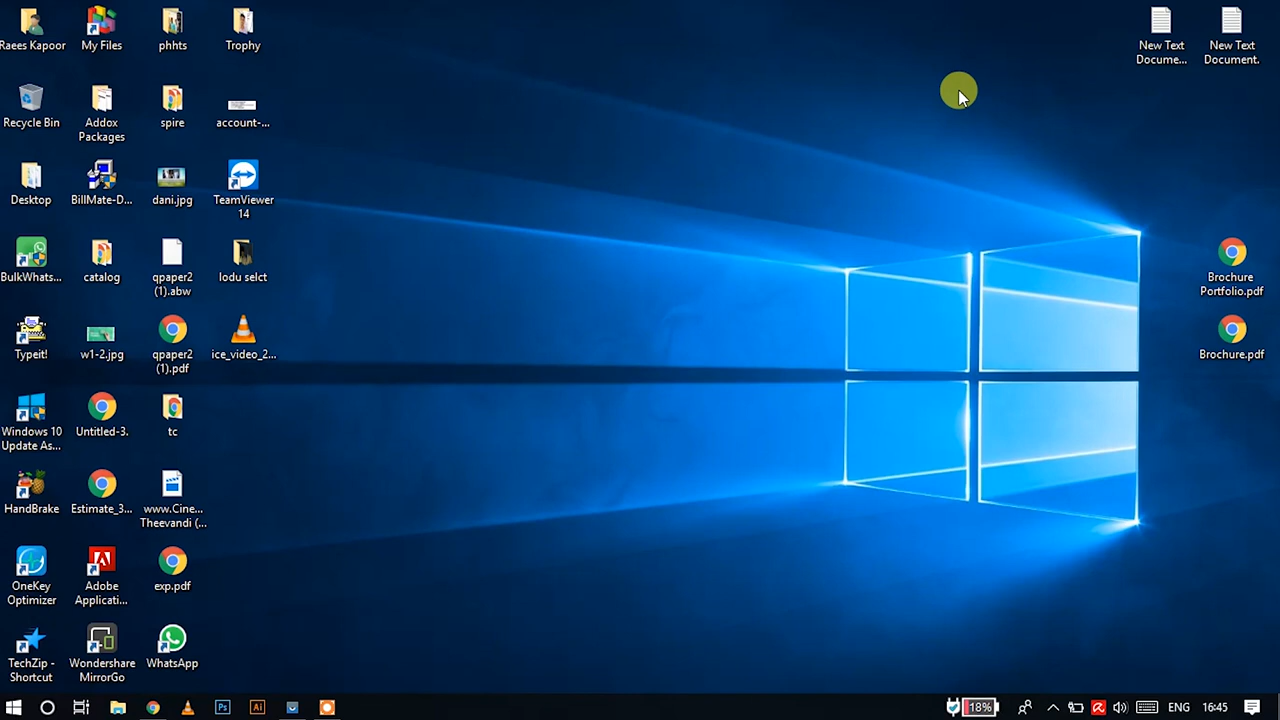 Raees Kapoor
My Files
phhts
Trophy
New Text
Docume...
New Text
Document.
Recycle Bin
Addox
Packages
spire
account-...
Desktop
BillMate-D...
dani.jpg
TeamViewer
14
BulkWhats...
catalog
qpaper2
(1).abw
lodu selct
Brochure
Portfolio.pdf
Typeit!
w1-2.jpg
qpaper2
(1).pdf
ice_video_2...
Brochure.pdf
Windows 10
Update As...
Untitled-3.
tc
HandBrake
Estimate_3...
www.Cine...
Theevandi (...
OneKey
Optimizer
Adobe
Applicati...
exp.pdf
TechZip -
Shortcut
Wondershare
MirrorGo
WhatsApp
Ps
Ai
18%
ENG
16:45